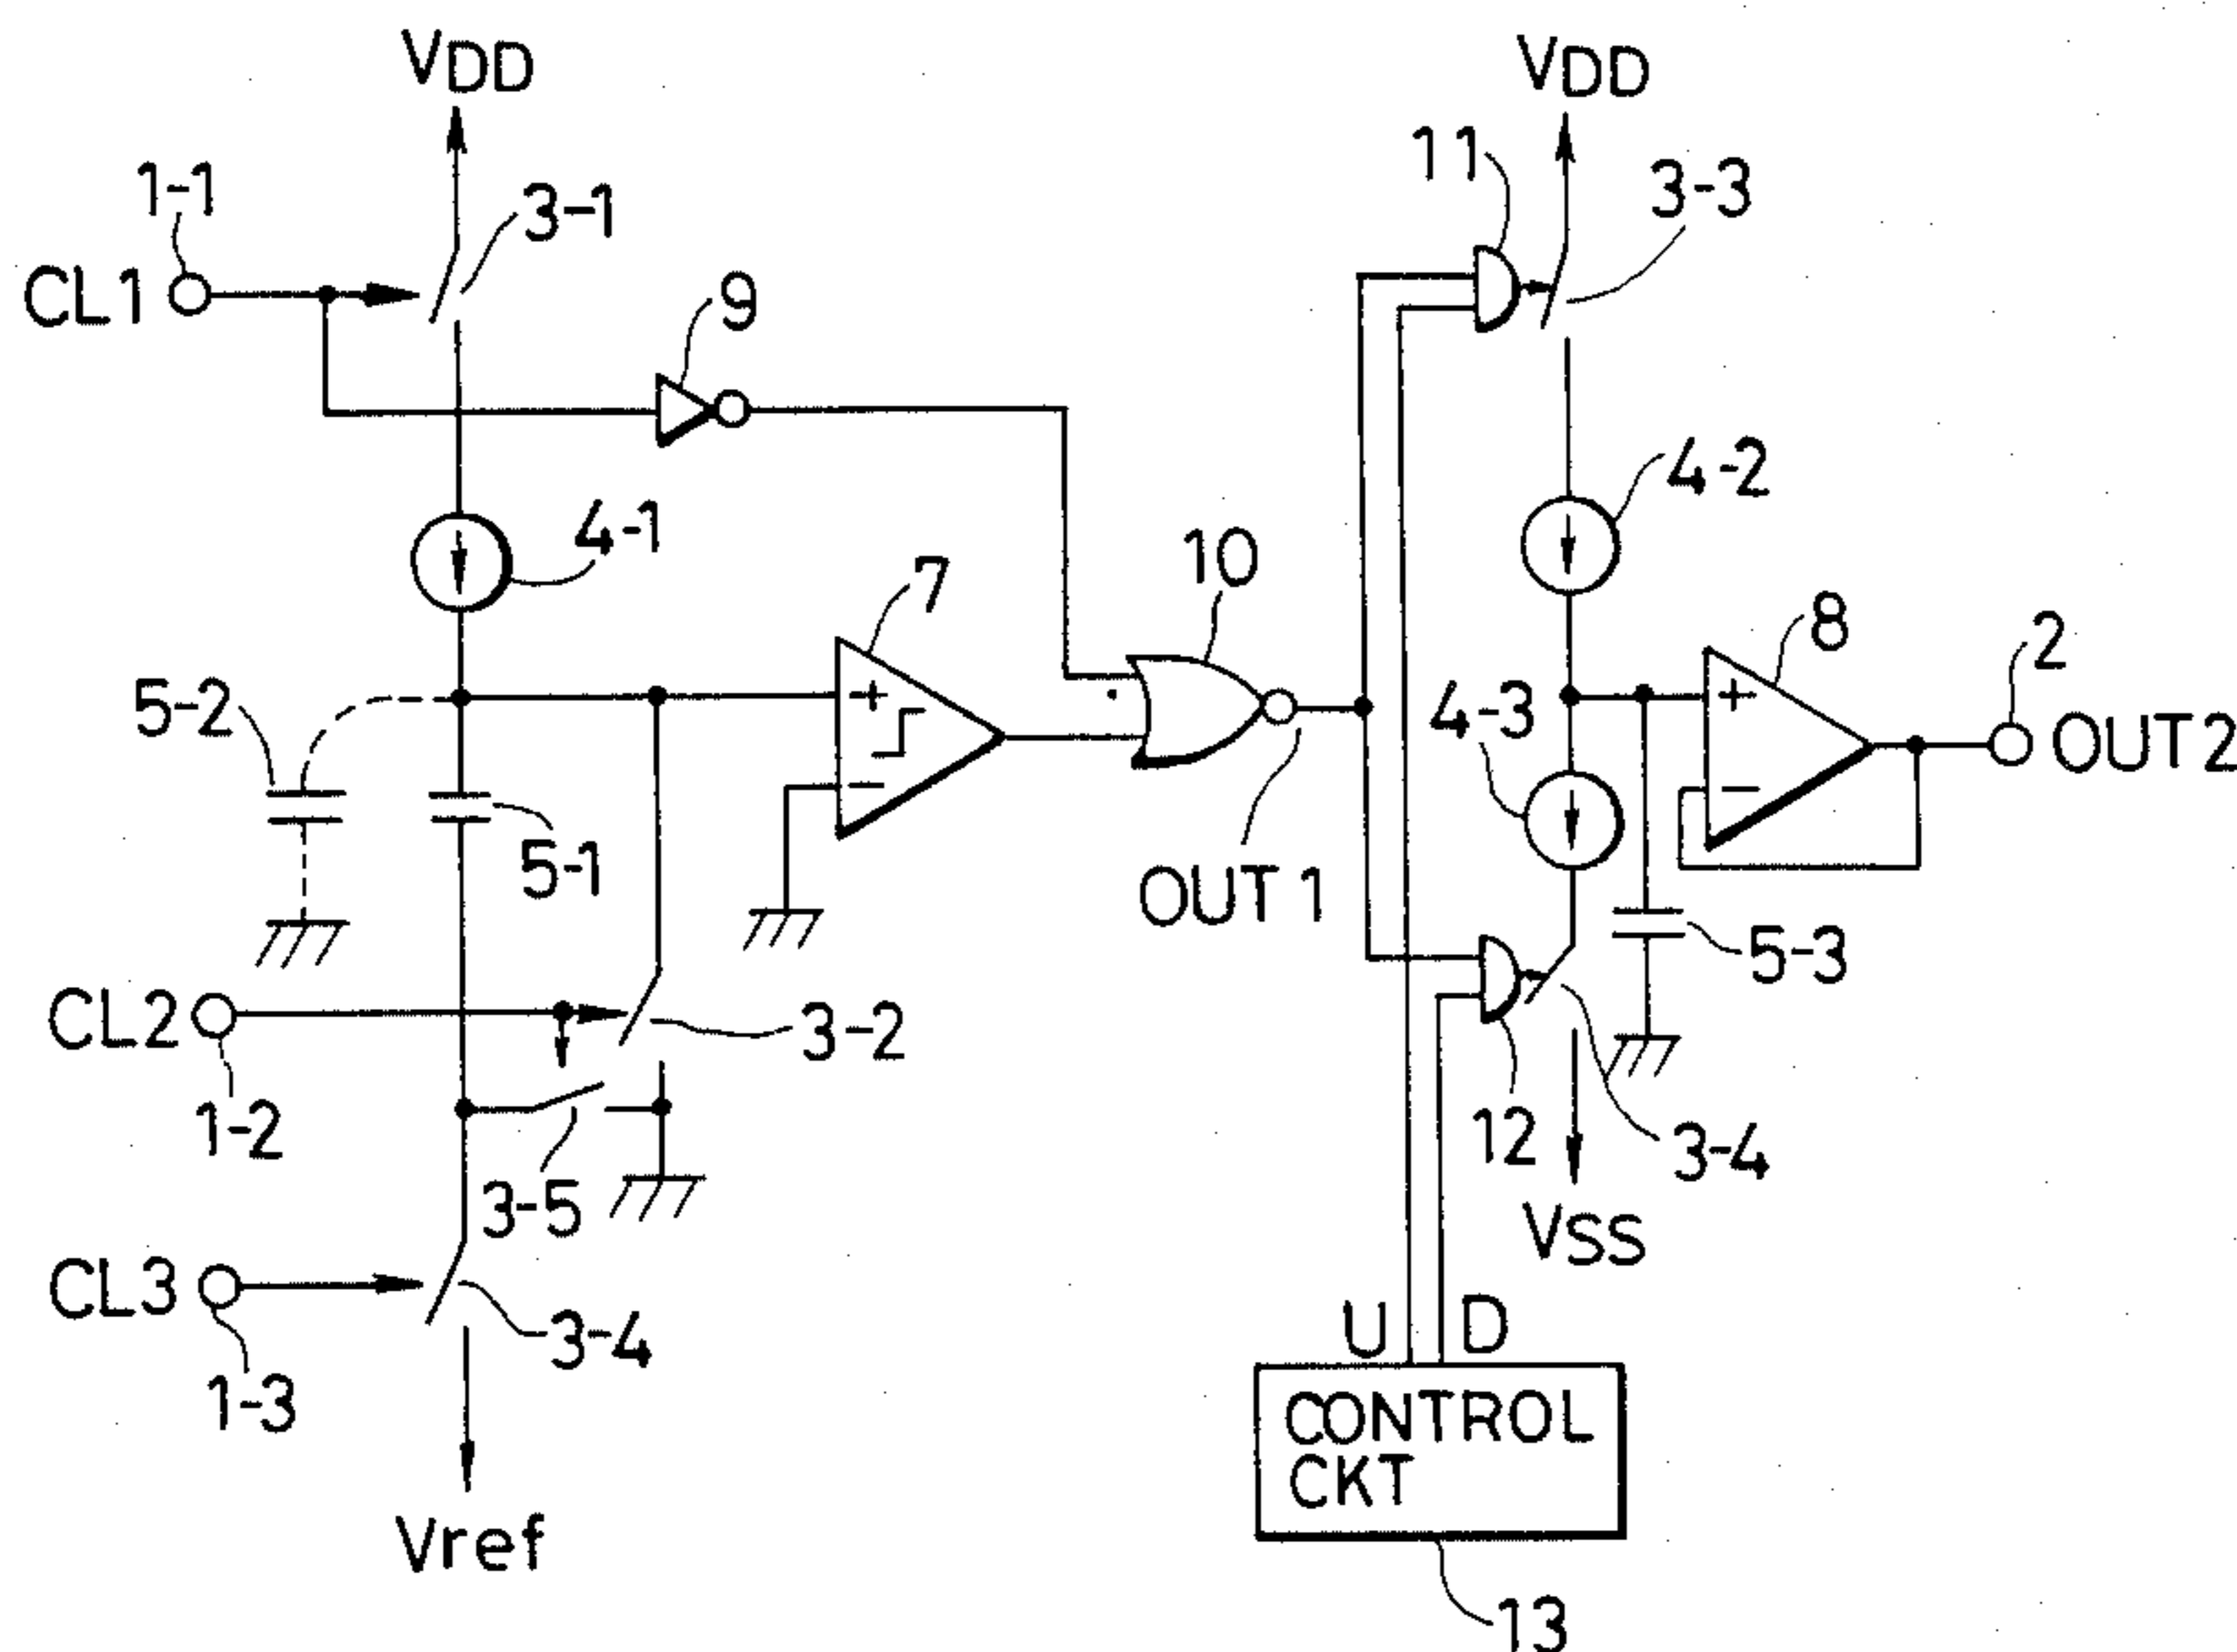 VDD
VDD
11
1-1
3-1
3-3
CL1
9
4-2
4-1
10
7
8
2
5-2
4-3
OUT2
5-1
OUT1
5-3
CL2
3-2
1-2
12
3-4
3-5
VSS
CL3
3-4
U D
1-3
CONTROL
CKT
Vref
13